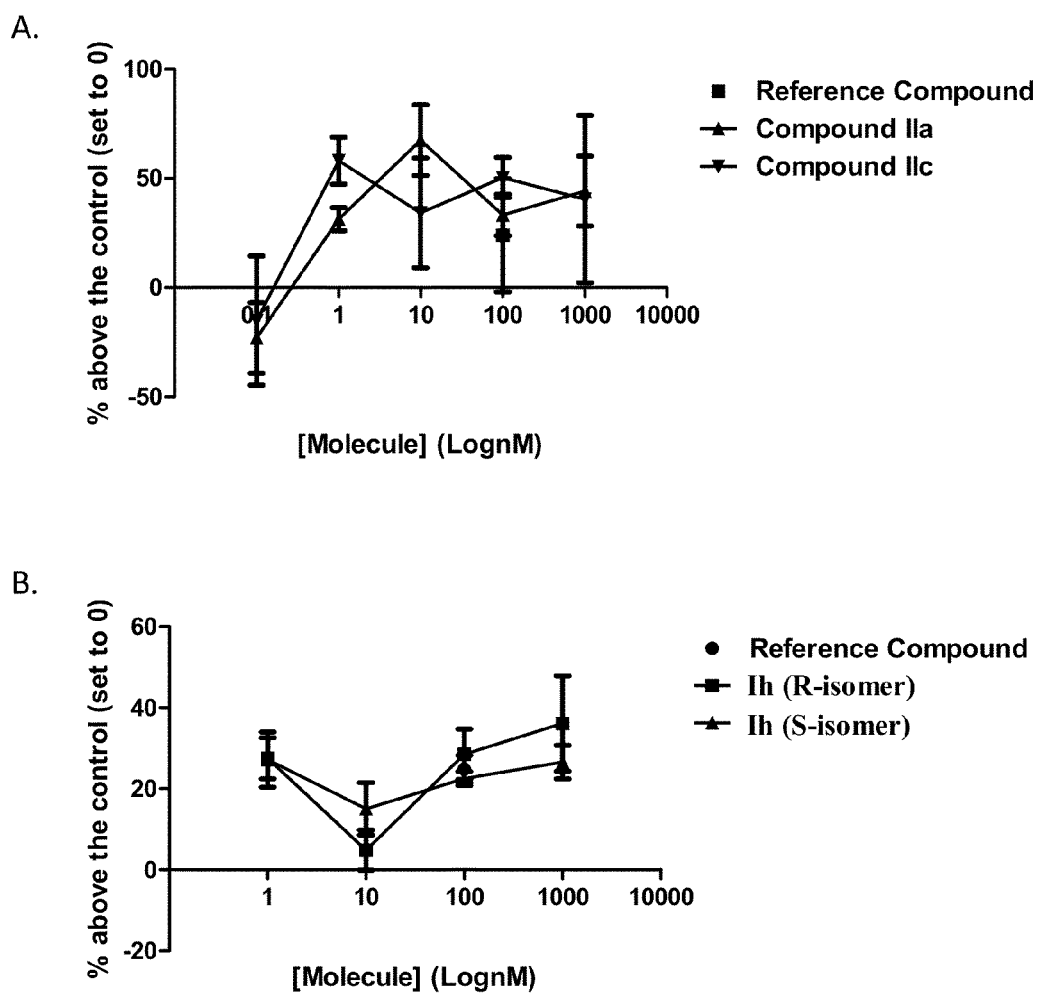 A.
% above the control (set to 0)
100
50
0
-50
1
10
100
1000
10000
[Molecule] (LognM)
Reference Compound
Compound IIa
Compound IIc
B.
% above the control (set to 0)
60
40
20
0
-20
1
10
100
1000
10000
[Molecule] (LognM)
Reference Compound
Ih (R-isomer)
Ih (S-isomer)